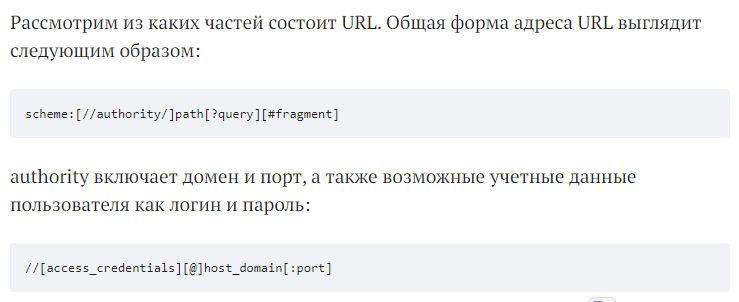 Рассмотрим из каких частей состоит URL. Общая форма адреса URL выглядит
следующим образом:
scheme:[//authority/]path[?query][#fragment]
authority включает домен и порт, а также возможные учетные данные
пользователя как логин и пароль:
//[access_credentials][@]host_domain[:port]